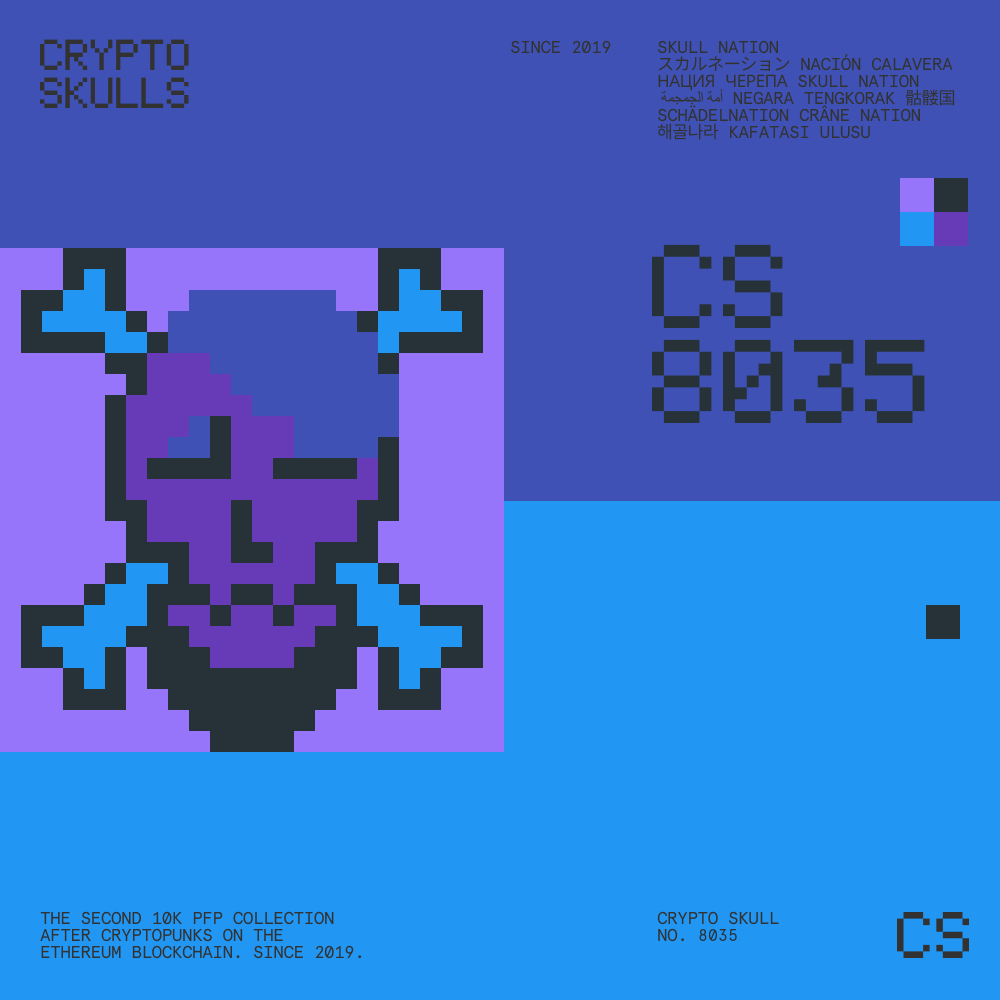 CRYPTO
SKULLS
SINCE 2019
SKULL NATION
スカルネーション NACIÓN CALAVERA
НАЦИЯ ЧЕРЕПА SKULL NATION
أمة الجمجمة NEGARA TENGKORAK 骷髅国
SCHÄDELNATION CRÂNE NATION
해골나라 KAFATASI ULUSU
CS
8035
THE SECOND 10K PFP COLLECTION
AFTER CRYPTOPUNKS ON THE
ETHEREUM BLOCKCHAIN. SINCE 2019.
CRYPTO SKULL
NO. 8035
CS